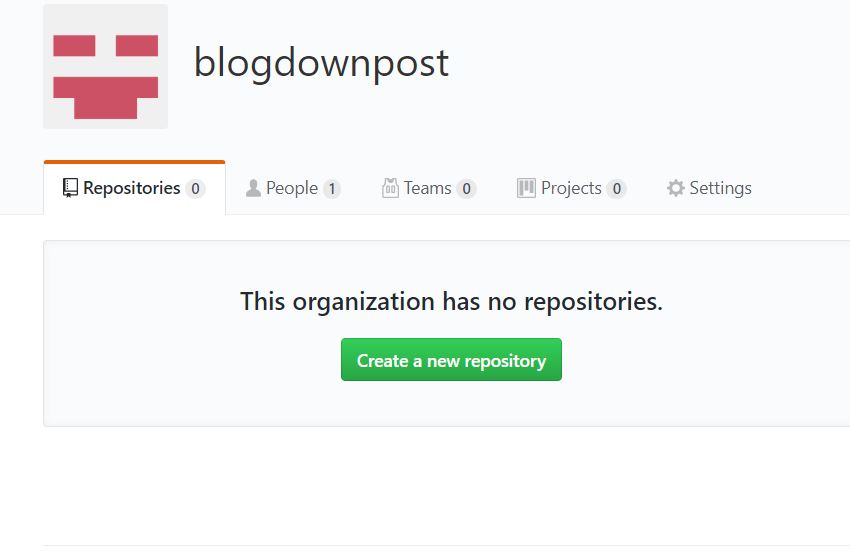 blogdownpost
Repositories 0 People 1 Teams 0 Projects 0 Settings
This organization has no repositories.
Create a new repository